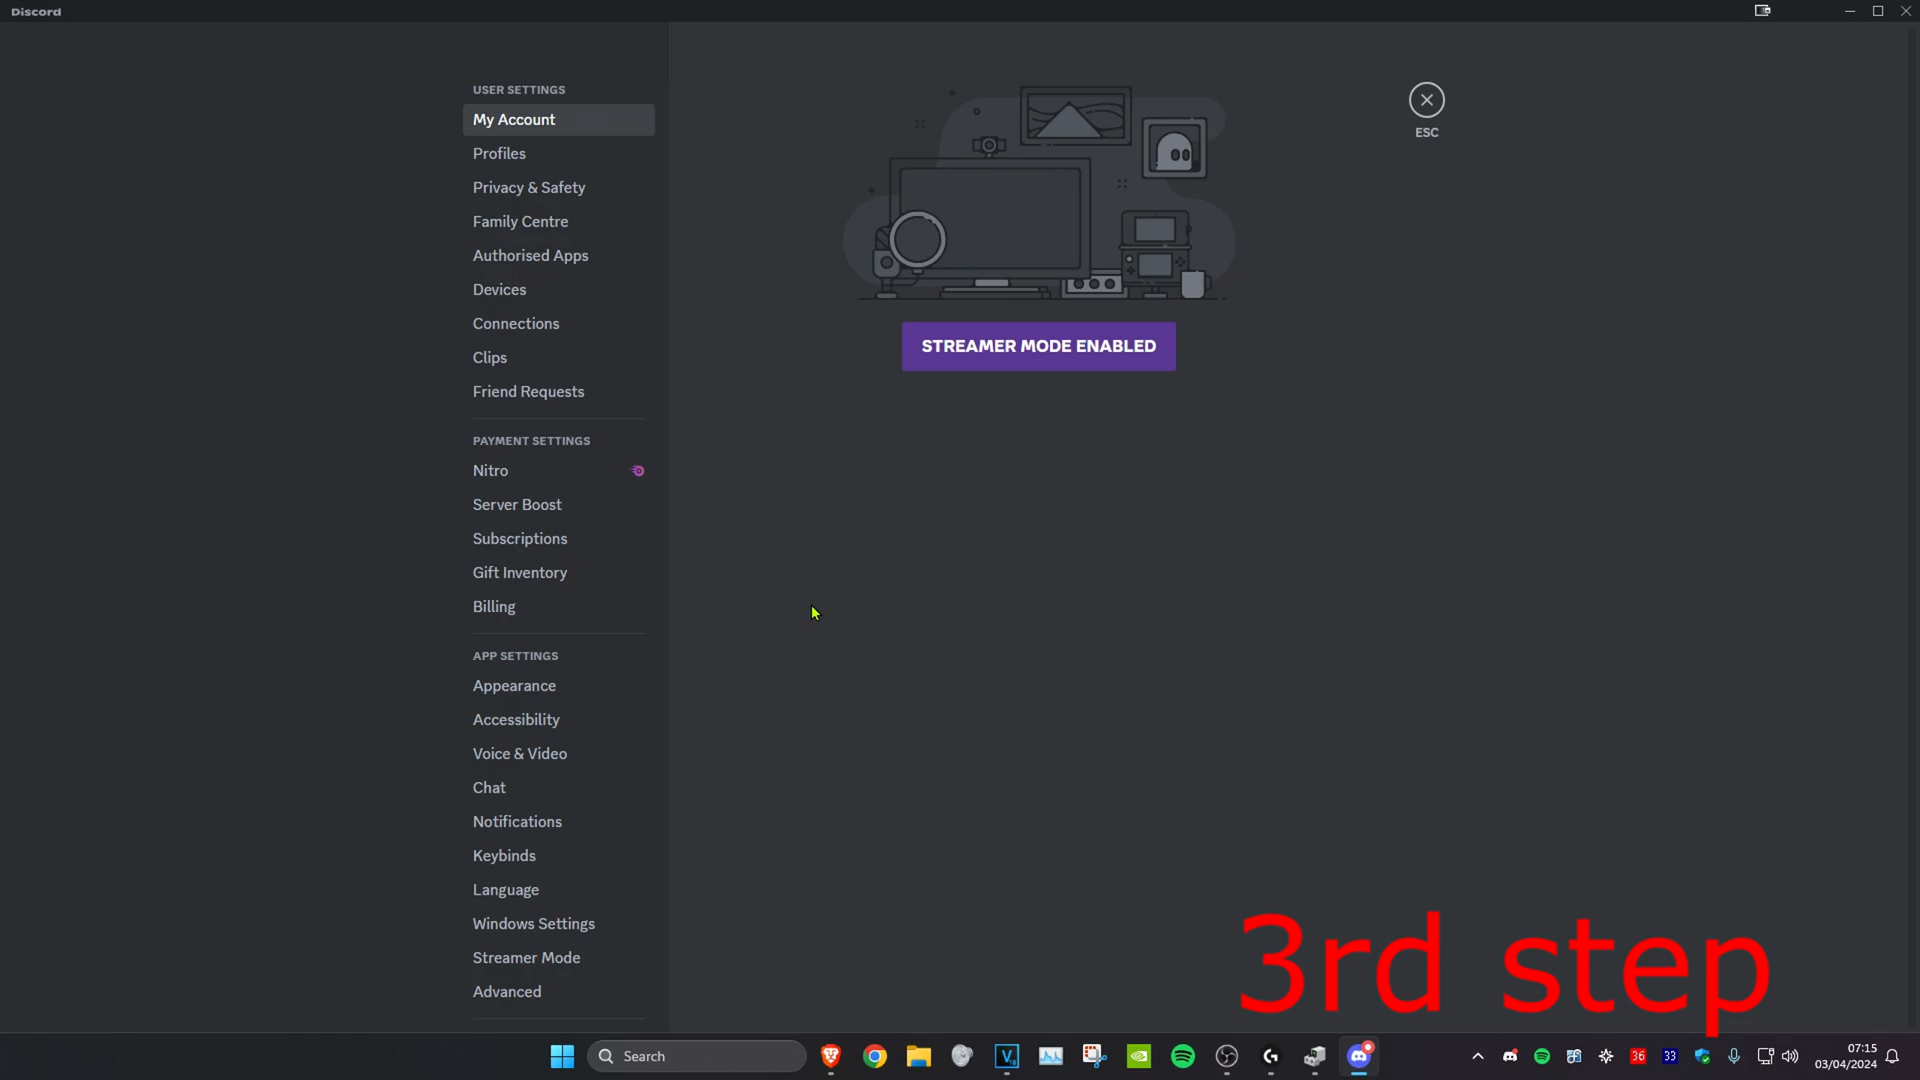 Discord
USER SETTINGS
My Account
Profiles
Privacy & Safety
Family Centre
Authorised Apps
Devices
Connections
Clips
Friend Requests
PAYMENT SETTINGS
Nitro
Server Boost
Subscriptions
Gift Inventory
Billing
APP SETTINGS
Appearance
Accessibility
Voice & Video
Chat
Notifications
Keybinds
Language
Windows Settings
Streamer Mode
Advanced
ESC
STREAMER MODE ENABLED
3rd step
Search
36
33
07:15
03/04/2024